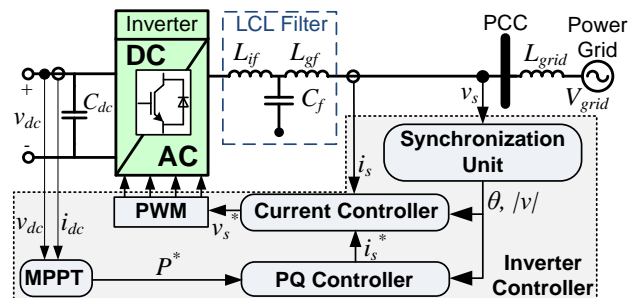 Inverter
LCL Filter
PCC
Power
Grid
DC
L_if
L_gf
L_grid
+
v_dc
C_dc
C_f
v_s
V_grid
-
AC
Synchronization
Unit
i_s
θ, |v|
PWM
v_s^*
Current Controller
v_dc
i_dc
i_s^*
MPPT
P^*
PQ Controller
Inverter
Controller